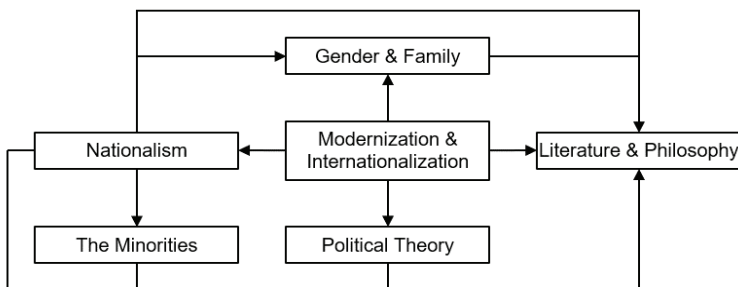 Gender & Family
Nationalism
Modernization &
Internationalization
Literature & Philosophy
The Minorities
Political Theory